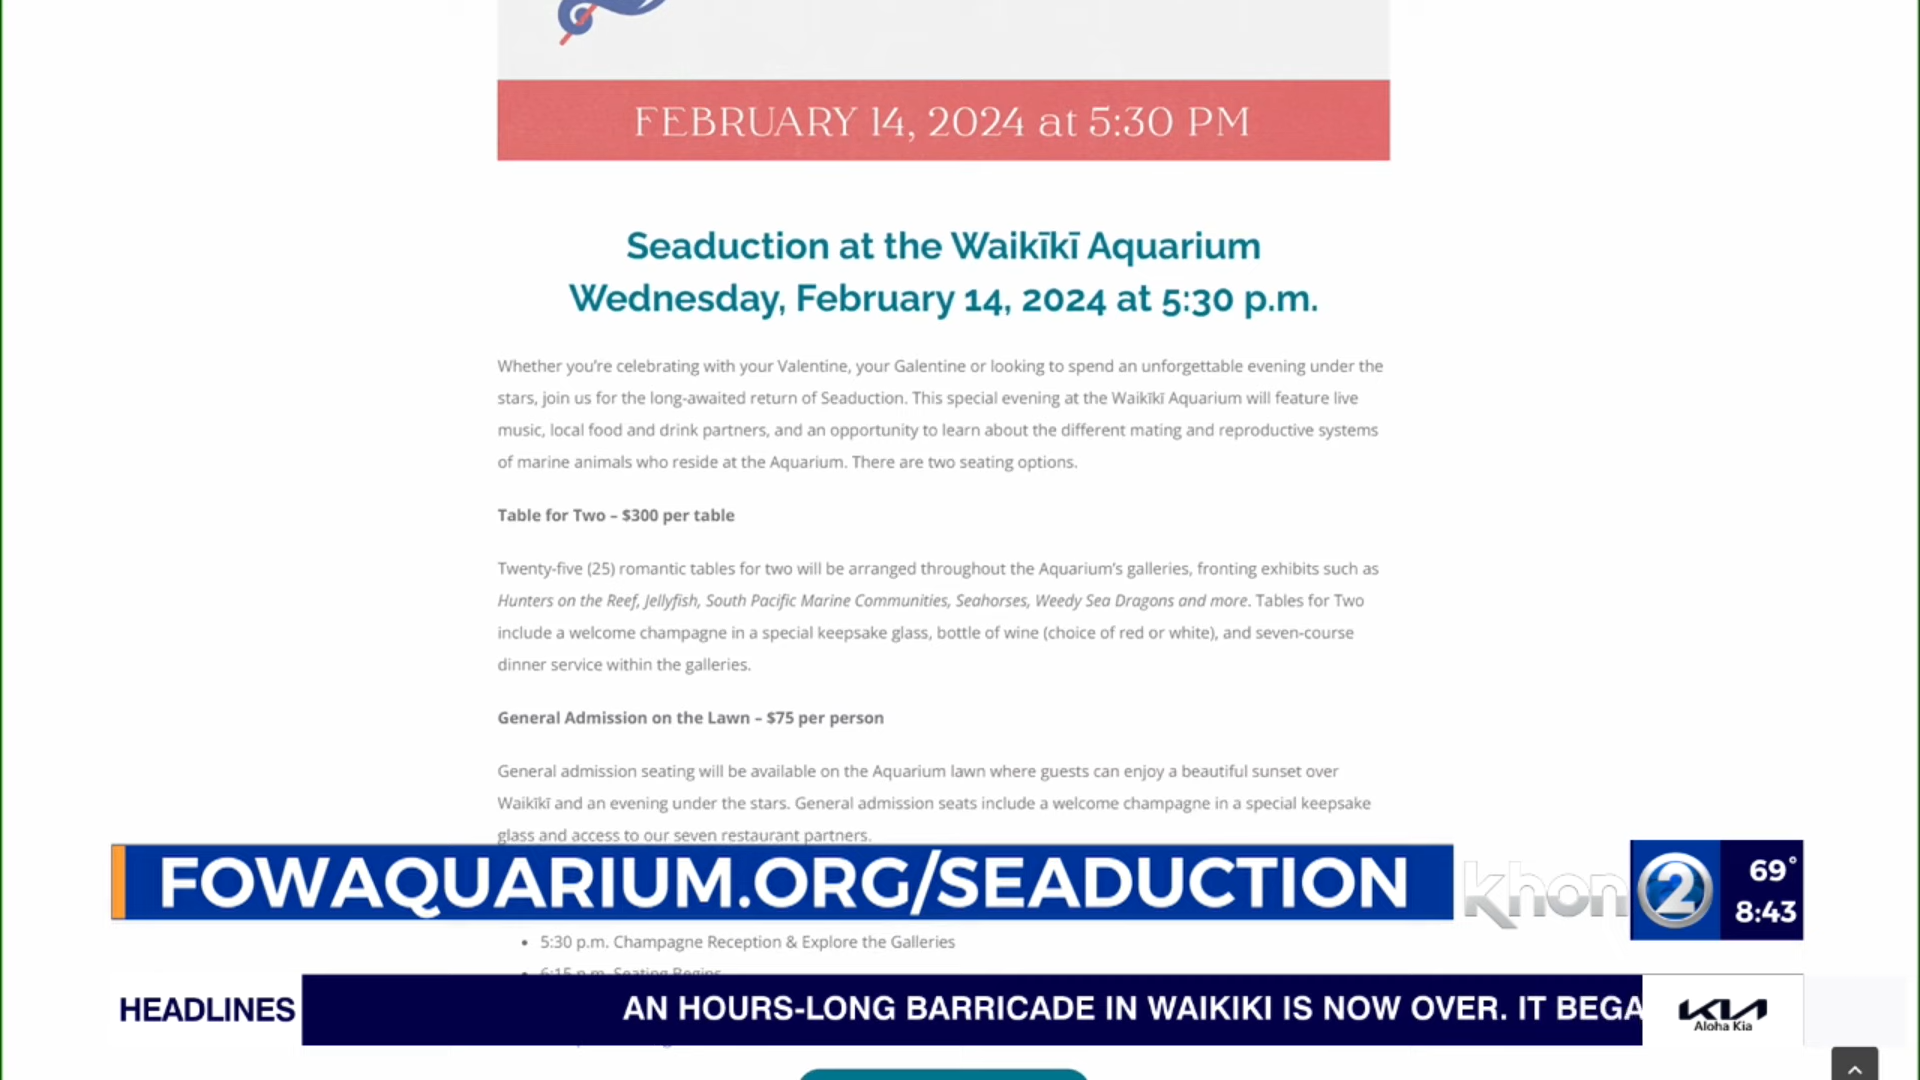 FEBRUARY 14, 2024 at 5:30 PM
Seaduction at the Waikīkī Aquarium
Wednesday, February 14, 2024 at 5:30 p.m.
Whether you’re celebrating with your Valentine, your Galentine or looking to spend an unforgettable evening under the
stars, join us for the long-awaited return of Seaduction. This special evening at the Waikīkī Aquarium will feature live
music, local food and drink partners, and an opportunity to learn about the different mating and reproductive systems
of marine animals who reside at the Aquarium. There are two seating options.
Table for Two – $300 per table
Twenty-five (25) romantic tables for two will be arranged throughout the Aquarium’s galleries, fronting exhibits such as
Hunters on the Reef, Jellyfish, South Pacific Marine Communities, Seahorses, Weedy Sea Dragons and more. Tables for Two
include a welcome champagne in a special keepsake glass, bottle of wine (choice of red or white), and seven-course
dinner service within the galleries.
General Admission on the Lawn – $75 per person
General admission seating will be available on the Aquarium lawn where guests can enjoy a beautiful sunset over
Waikīkī and an evening under the stars. General admission seats include a welcome champagne in a special keepsake
glass and access to our seven restaurant partners.
FOWAQUARIUM.ORG/SEADUCTION
khon 2
69°
8:43
• 5:30 p.m. Champagne Reception & Explore the Galleries
• 6:15 p.m. Seating Begins
HEADLINES
AN HOURS-LONG BARRICADE IN WAIKIKI IS NOW OVER. IT BEGA
KIA
Aloha Kia